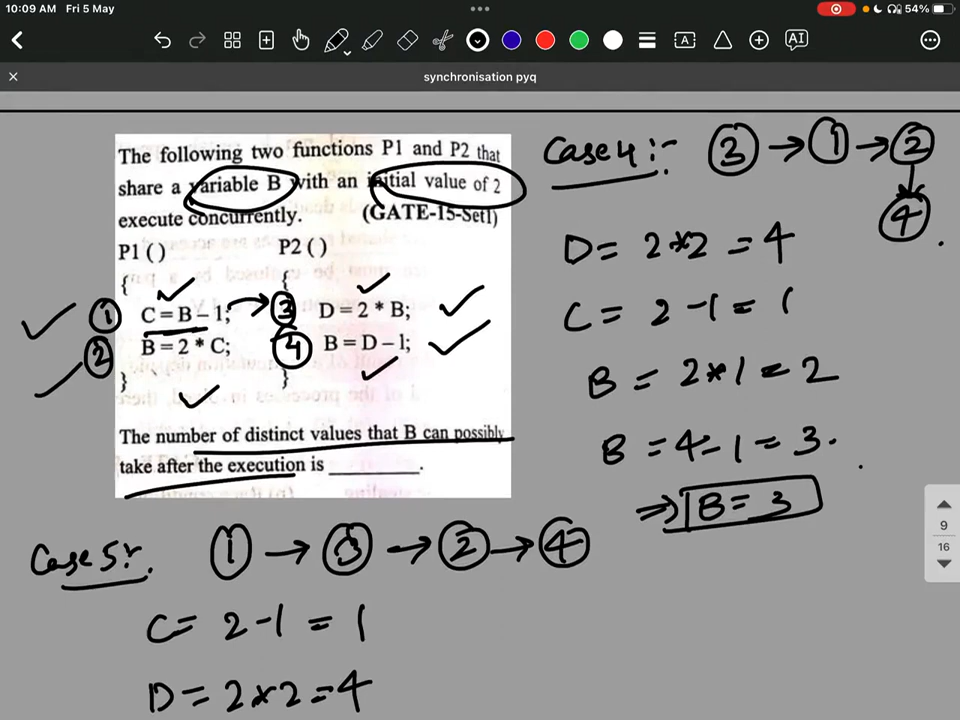 10:09 AM Fri 5 May
54%
A
AI
synchronisation pyq
The following two functions P1 and P2 that
share a variable B with an initial value of 2
execute concurrently. (GATE-15-Set1)
P1 ( ) P2 ( )
{ {
① C = B – 1; ③ D = 2 * B;
② B = 2 * C; ④ B = D – 1;
} }
The number of distinct values that B can possibly
take after the execution is ________.
Case 4 :- ③ → ① → ②
↓
④
D = 2*2 = 4
C = 2-1 = 1
B = 2*1 = 2
B = 4-1 = 3.
⇒ B = 3
Case 5:- ① → ③ → ② → ④
C = 2-1 = 1
D = 2×2 = 4
9
16